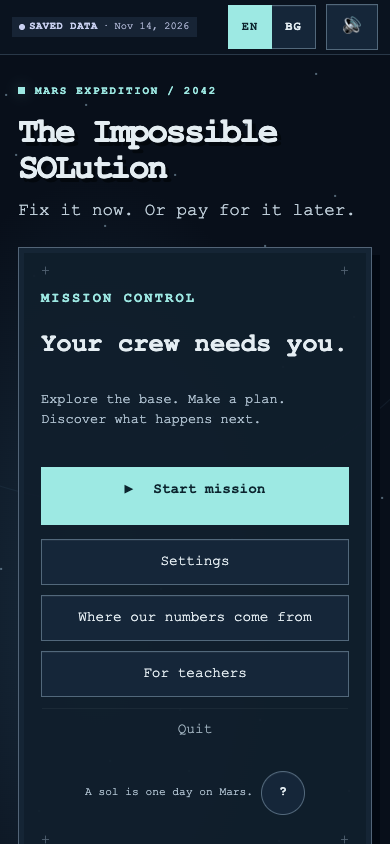 SAVED DATA · Nov 14, 2026
EN
BG
MARS EXPEDITION / 2042
The Impossible
SOLution
Fix it now. Or pay for it later.
MISSION CONTROL
Your crew needs you.
Explore the base. Make a plan.
Discover what happens next.
▶ Start mission
Settings
Where our numbers come from
For teachers
Quit
A sol is one day on Mars.
?